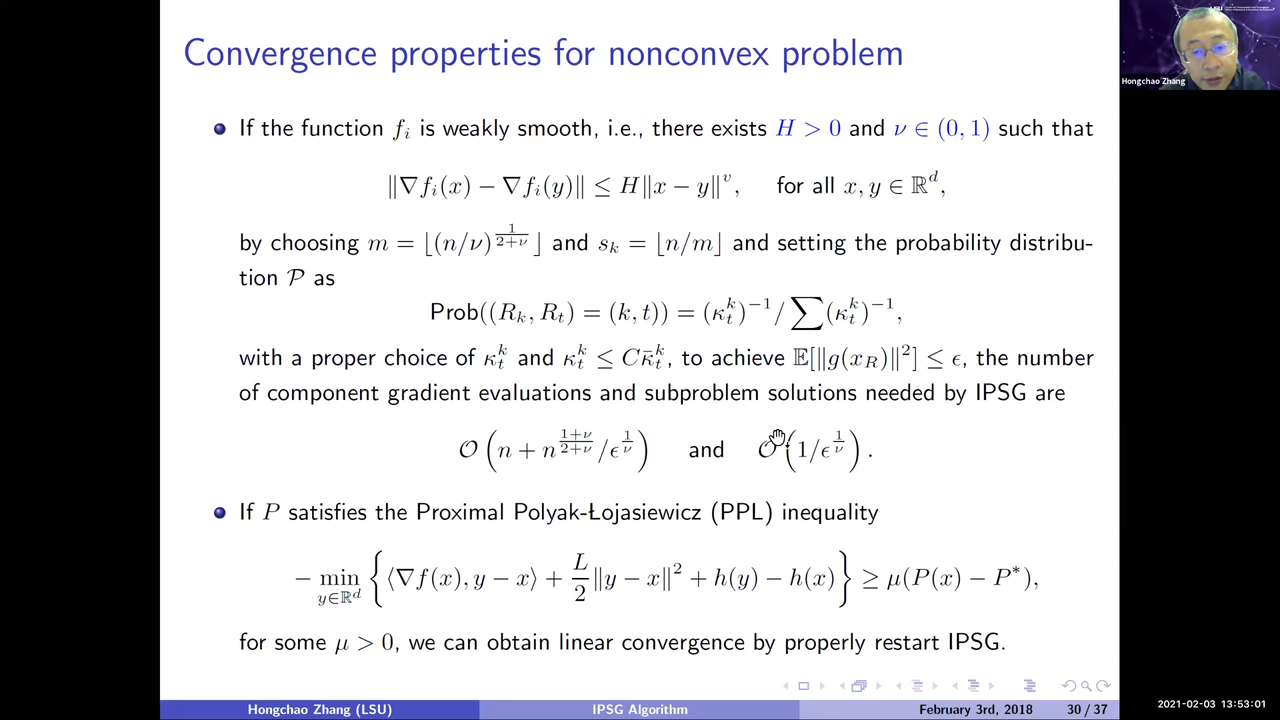 Convergence properties for nonconvex problem
Hongchao Zhang
If the function f_i is weakly smooth, i.e., there exists H > 0 and ν ∈ (0, 1) such that
‖∇f_i(x) − ∇f_i(y)‖ ≤ H‖x − y‖^v, for all x, y ∈ ℝ^d,
by choosing m = ⌊(n/ν)^{1/(2+ν)}⌋ and s_k = ⌊n/m⌋ and setting the probability distribu-
tion 𝒫 as
Prob((R_k, R_t) = (k, t)) = (κ_t^k)^{−1}/∑(κ_t^k)^{−1},
with a proper choice of κ_t^k and κ_t^k ≤ Cκ̄_t^k, to achieve 𝔼[‖g(x_R)‖^2] ≤ ϵ, the number
of component gradient evaluations and subproblem solutions needed by IPSG are
𝒪(n + n^{(1+ν)/(2+ν)}/ϵ^{1/ν}) and 𝒪(1/ϵ^{1/ν}).
If P satisfies the Proximal Polyak-Łojasiewicz (PPL) inequality
− min_{y∈ℝ^d} {⟨∇f(x), y − x⟩ + L/2 ‖y − x‖^2 + h(y) − h(x)} ≥ μ(P(x) − P^*),
for some μ > 0, we can obtain linear convergence by properly restart IPSG.
Hongchao Zhang (LSU) IPSG Algorithm February 3rd, 2018 30 / 37
2021-02-03 13:53:01